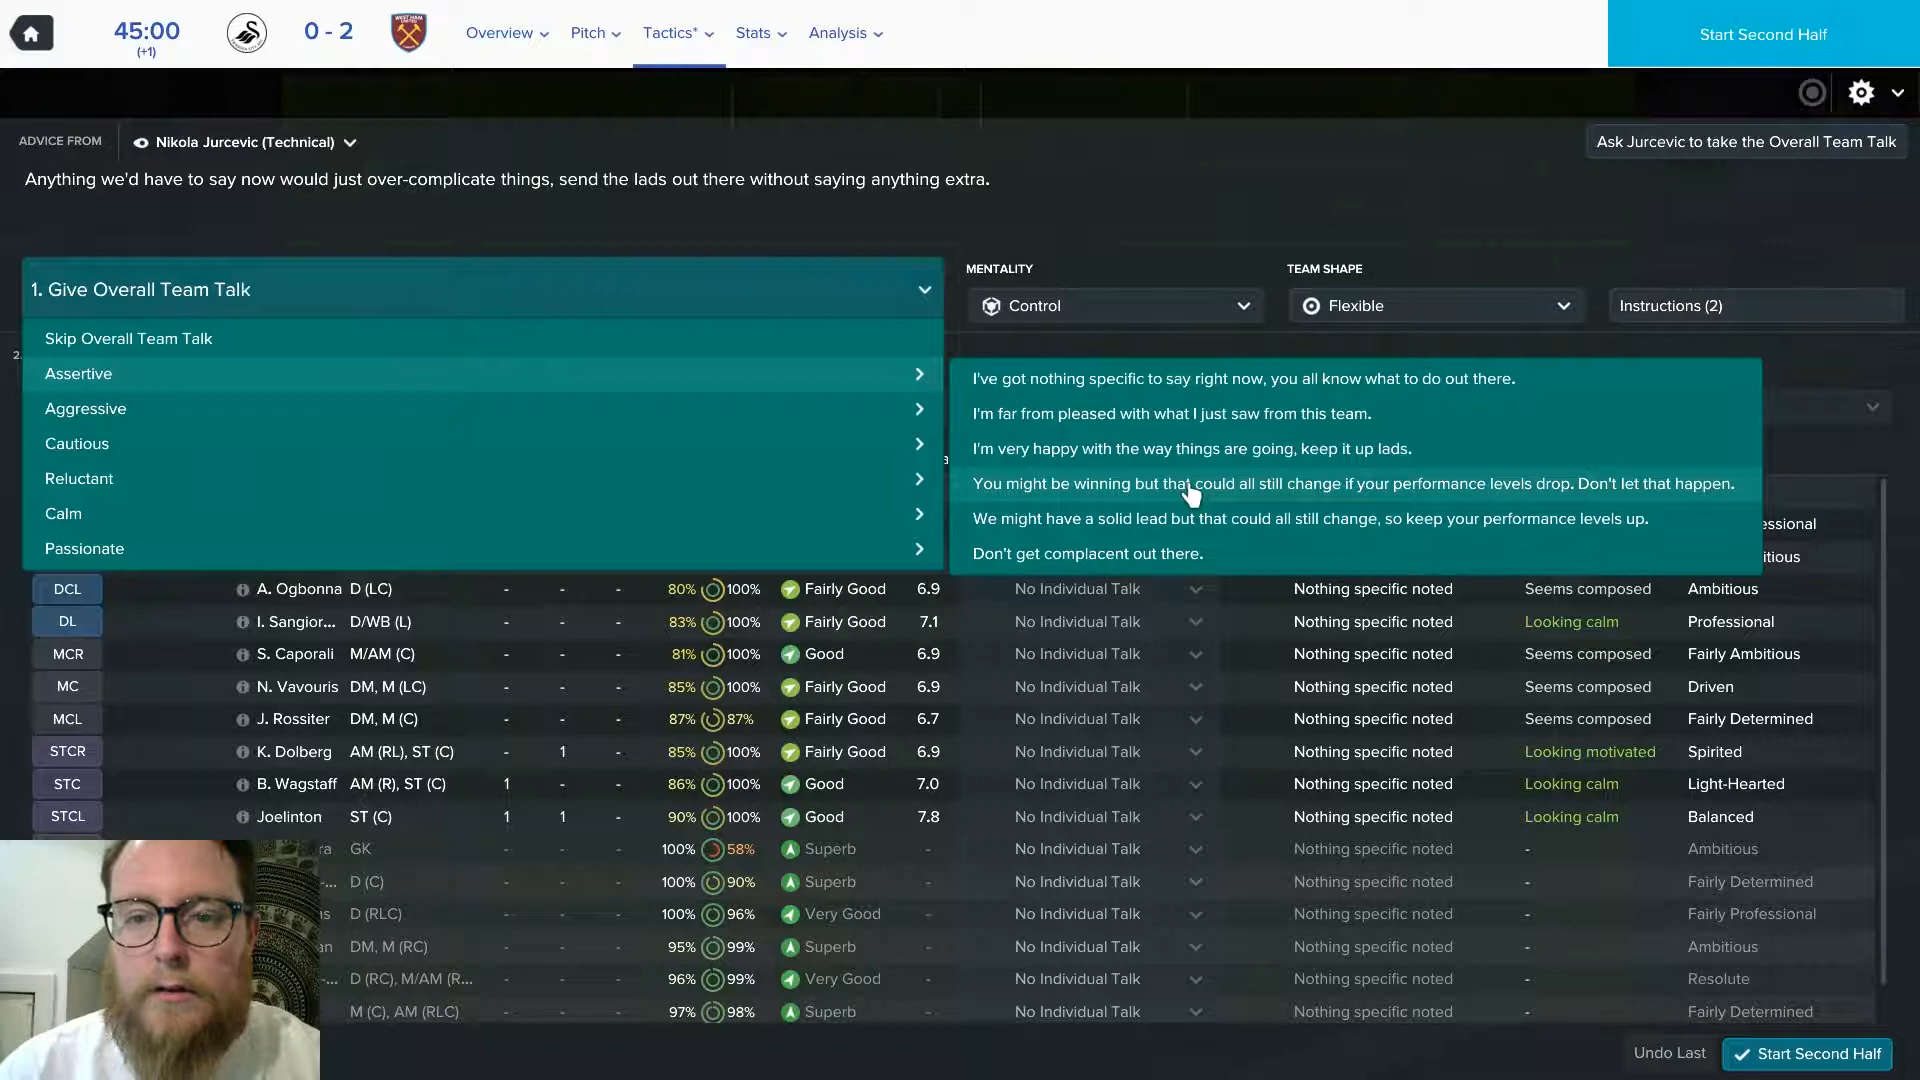 45:00
(+1)
0 - 2
WEST HAM
UNITED
Overview
Pitch
Tactics*
Stats
Analysis
Start Second Half
ADVICE FROM
Nikola Jurcevic (Technical)
Ask Jurcevic to take the Overall Team Talk
Anything we'd have to say now would just over-complicate things, send the lads out there without saying anything extra.
1. Give Overall Team Talk
MENTALITY
TEAM SHAPE
Control
Flexible
Instructions (2)
Skip Overall Team Talk
2.
Assertive
I've got nothing specific to say right now, you all know what to do out there.
Aggressive
I'm far from pleased with what I just saw from this team.
Cautious
I'm very happy with the way things are going, keep it up lads.
Reluctant
You might be winning but that could all still change if your performance levels drop. Don't let that happen.
Calm
We might have a solid lead but that could all still change, so keep your performance levels up.
essional
Passionate
Don't get complacent out there.
itious
DCL A. Ogbonna D (LC) - - - 80% 100% Fairly Good 6.9 No Individual Talk Nothing specific noted Seems composed Ambitious
DL I. Sangior... D/WB (L) - - - 83% 100% Fairly Good 7.1 No Individual Talk Nothing specific noted Looking calm Professional
MCR S. Caporali M/AM (C) - - - 81% 100% Good 6.9 No Individual Talk Nothing specific noted Seems composed Fairly Ambitious
MC N. Vavouris DM, M (LC) - - - 85% 100% Fairly Good 6.9 No Individual Talk Nothing specific noted Seems composed Driven
MCL J. Rossiter DM, M (C) - - - 87% 87% Fairly Good 6.7 No Individual Talk Nothing specific noted Seems composed Fairly Determined
STCR K. Dolberg AM (RL), ST (C) - 1 - 85% 100% Fairly Good 6.9 No Individual Talk Nothing specific noted Looking motivated Spirited
STC B. Wagstaff AM (R), ST (C) 1 - - 86% 100% Good 7.0 No Individual Talk Nothing specific noted Looking calm Light-Hearted
STCL Joelinton ST (C) 1 1 - 90% 100% Good 7.8 No Individual Talk Nothing specific noted Looking calm Balanced
ra GK - - - 100% 58% Superb - No Individual Talk Nothing specific noted - Ambitious
-... D (C) - - - 100% 90% Superb - No Individual Talk Nothing specific noted - Fairly Determined
ns D (RLC) - - - 100% 96% Very Good - No Individual Talk Nothing specific noted - Fairly Professional
an DM, M (RC) - - - 95% 99% Superb - No Individual Talk Nothing specific noted - Ambitious
-... D (RC), M/AM (R... - - - 96% 99% Very Good - No Individual Talk Nothing specific noted - Resolute
M (C), AM (RLC) - - - 97% 98% Superb - No Individual Talk Nothing specific noted - Fairly Determined
Undo Last
Start Second Half